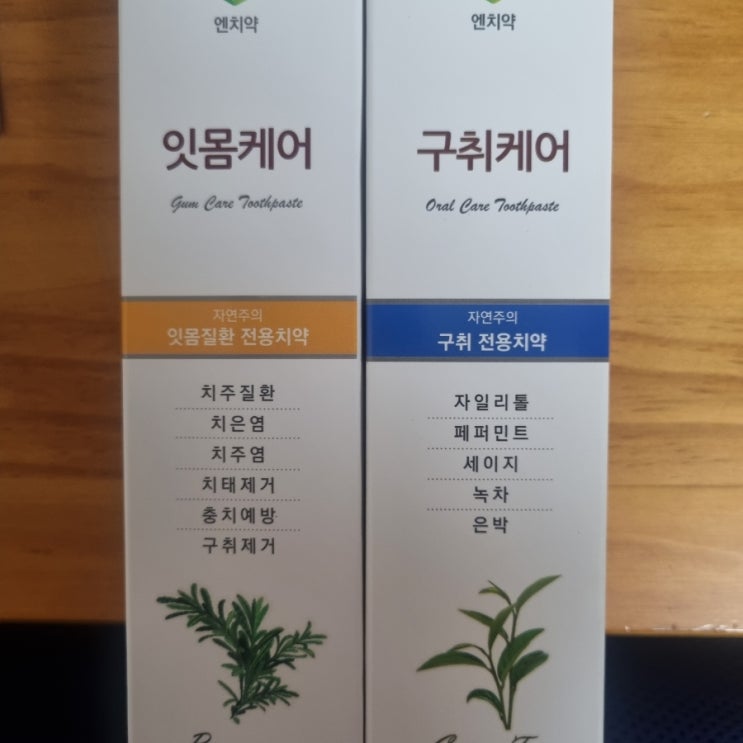 엔치약
잇몸케어
Gum Care Toothpaste
자연주의
잇몸질환 전용치약
치주질환
치은염
치주염
치태제거
충치예방
구취제거
엔치약
구취케어
Oral Care Toothpaste
자연주의
구취 전용치약
자일리톨
페퍼민트
세이지
녹차
은박